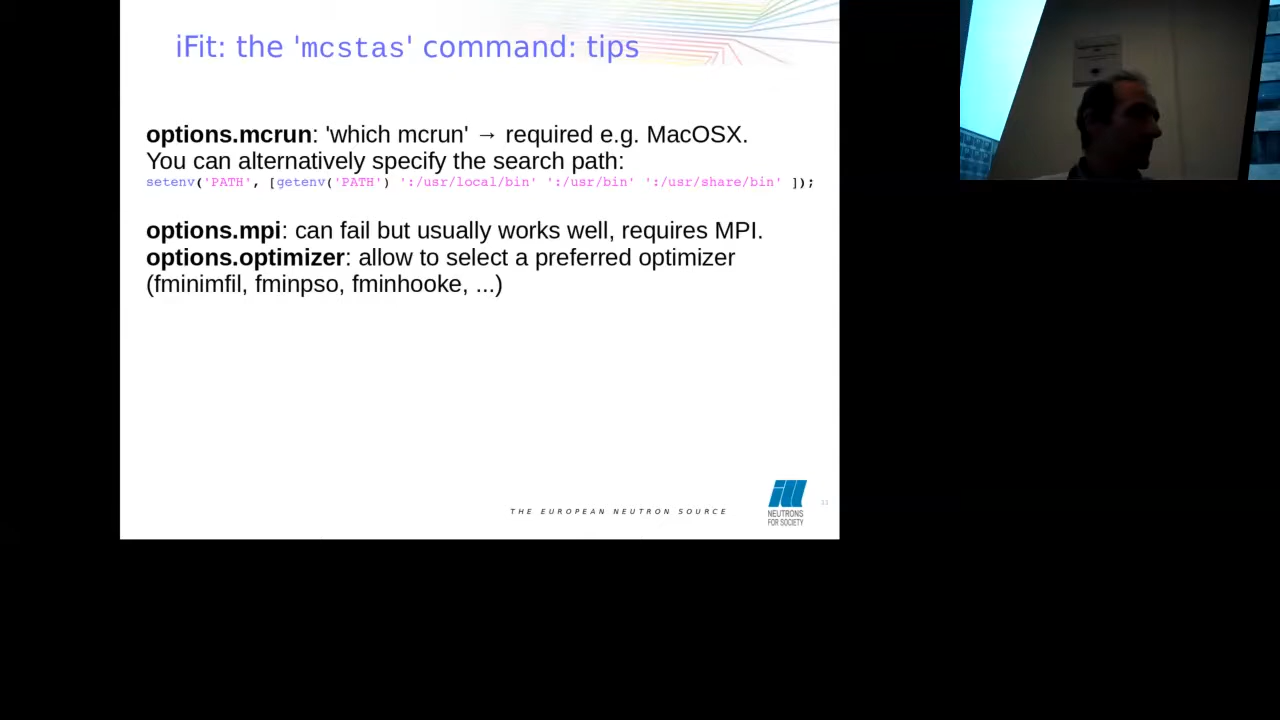 iFit: the 'mcstas' command: tips
options.mcrun: 'which mcrun' → required e.g. MacOSX.
You can alternatively specify the search path:
setenv('PATH', [getenv('PATH') ':/usr/local/bin' ':/usr/bin' ':/usr/share/bin' ]);
options.mpi: can fail but usually works well, requires MPI.
options.optimizer: allow to select a preferred optimizer
(fminimfil, fminpso, fminhooke, ...)
THE EUROPEAN NEUTRON SOURCE
ill
NEUTRONS
FOR SOCIETY
11